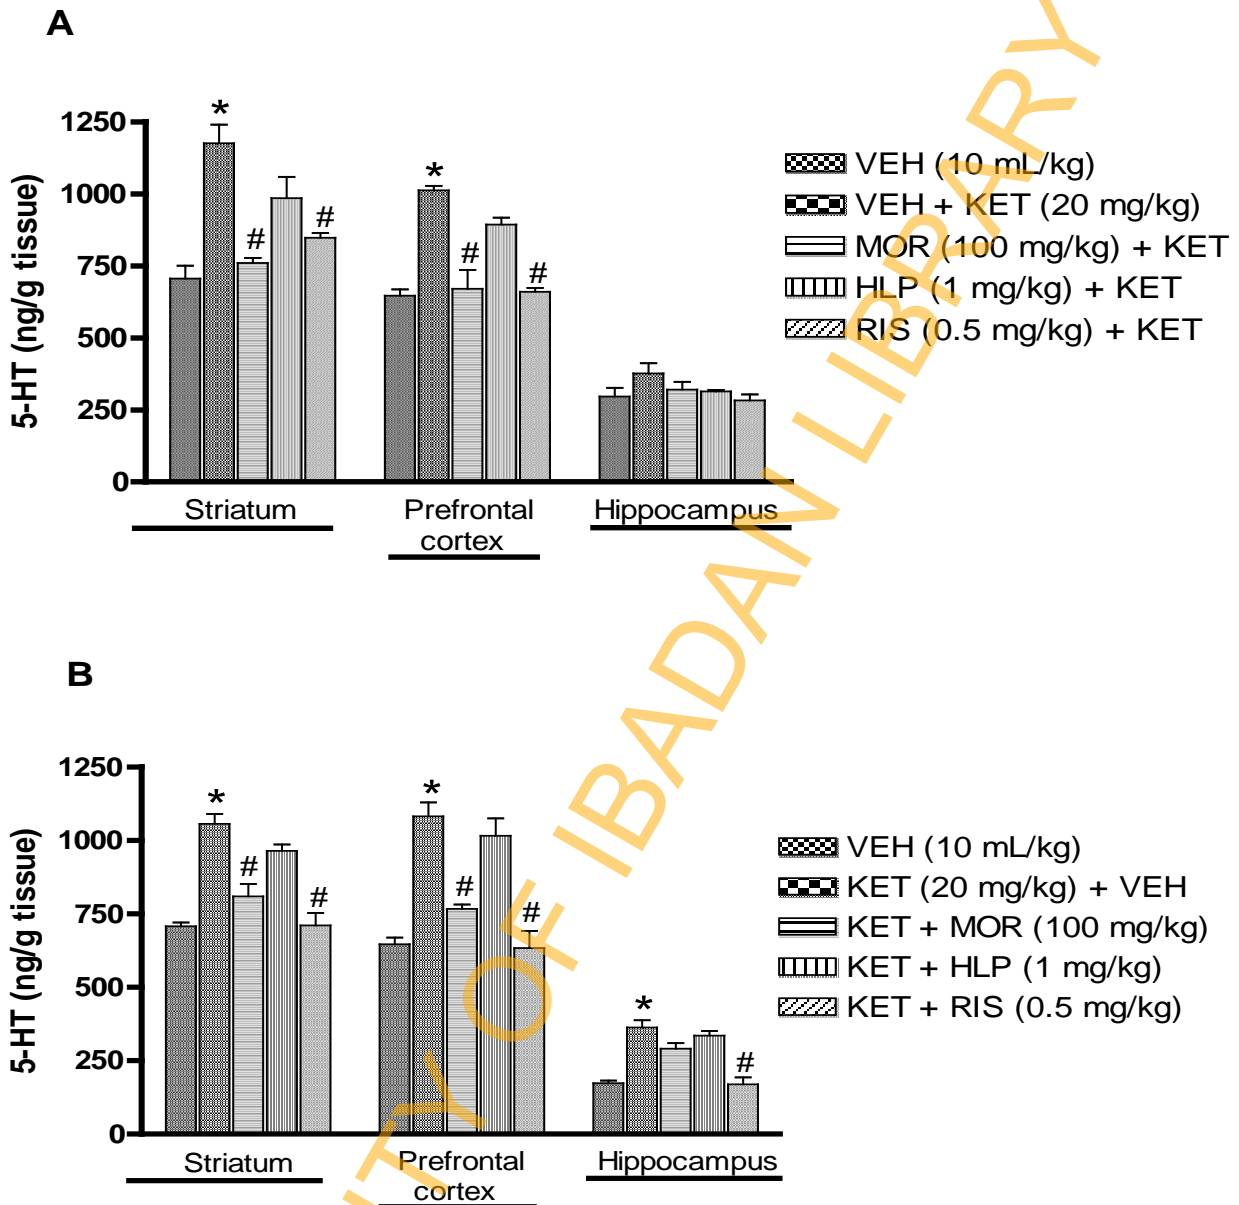 A
*
1250
*
1000
#
#
#
#
750
500
250
0
5-HT (ng/g tissue)
Striatum
Prefrontal
cortex
Hippocampus
VEH (10 mL/kg)
VEH + KET (20 mg/kg)
MOR (100 mg/kg) + KET
HLP (1 mg/kg) + KET
RIS (0.5 mg/kg) + KET
B
1250
*
*
1000
#
#
#
#
750
500
*
#
250
0
5-HT (ng/g tissue)
Striatum
Prefrontal
cortex
Hippocampus
VEH (10 mL/kg)
KET (20 mg/kg) + VEH
KET + MOR (100 mg/kg)
KET + HLP (1 mg/kg)
KET + RIS (0.5 mg/kg)
TY OF IBADAN LIBRARY